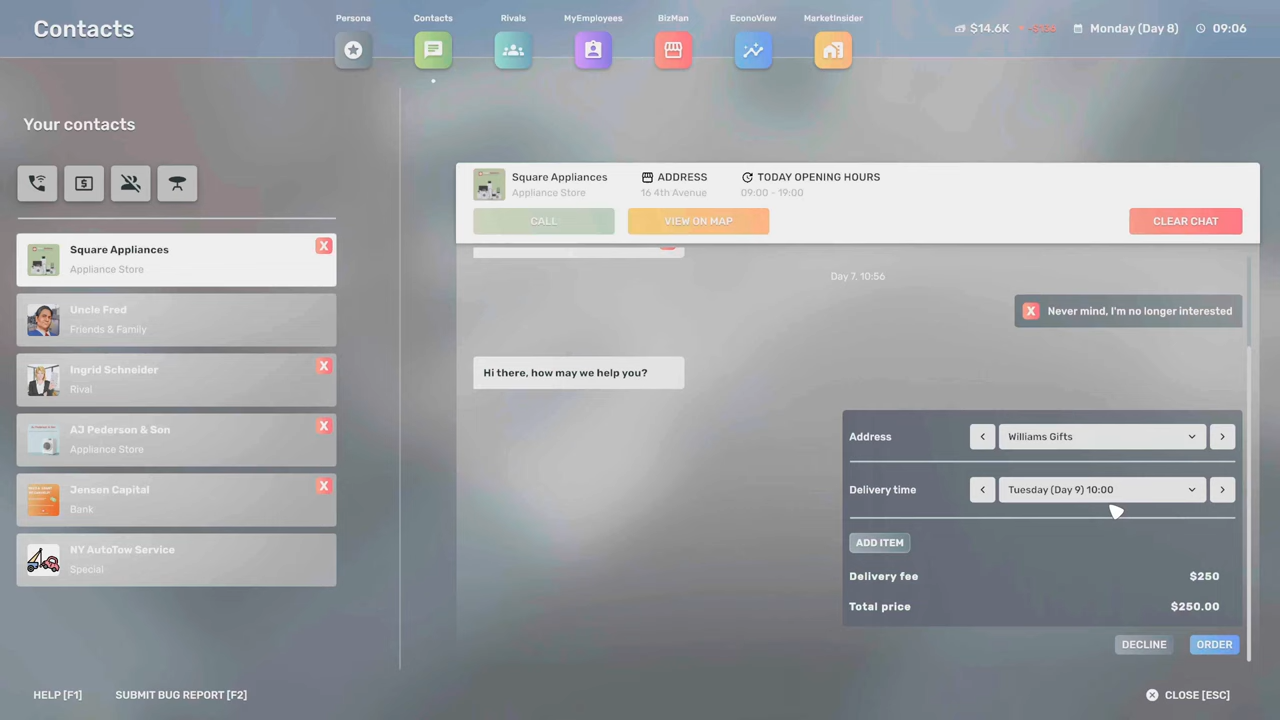 Contacts
Persona
Contacts
Rivals
MyEmployees
BizMan
EconoView
MarketInsider
$14.6K
Monday (Day 8)
09:06
Your contacts
Square Appliances
Appliance Store
X
Uncle Fred
Friends & Family
Ingrid Schneider
Rival
X
AJ Pederson & Son
Appliance Store
X
Jensen Capital
Bank
X
NY AutoTow Service
Special
Square Appliances
Appliance Store
ADDRESS
16 4th Avenue
TODAY OPENING HOURS
09:00 - 19:00
CALL
VIEW ON MAP
CLEAR CHAT
Day 7, 10:56
X Never mind, I'm no longer interested
Hi there, how may we help you?
Address
< Williams Gifts >
Delivery time
< Tuesday (Day 9) 10:00 >
ADD ITEM
Delivery fee $250
Total price $250.00
DECLINE
ORDER
HELP [F1]
SUBMIT BUG REPORT [F2]
CLOSE [ESC]